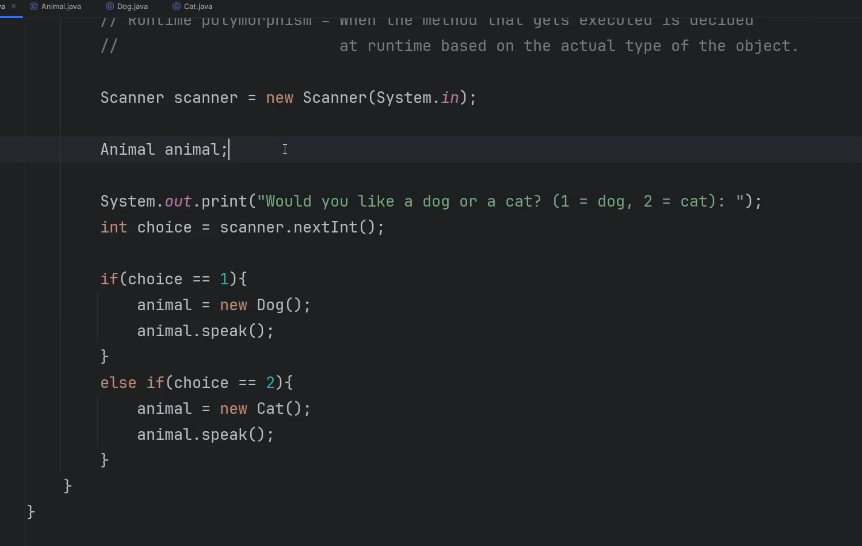 va × Animal.java Dog.java Cat.java
// Runtime polymorphism = When the method that gets executed is decided
// at runtime based on the actual type of the object.
Scanner scanner = new Scanner(System.in);
Animal animal;
System.out.print("Would you like a dog or a cat? (1 = dog, 2 = cat): ");
int choice = scanner.nextInt();
if(choice == 1){
animal = new Dog();
animal.speak();
}
else if(choice == 2){
animal = new Cat();
animal.speak();
}
}
}